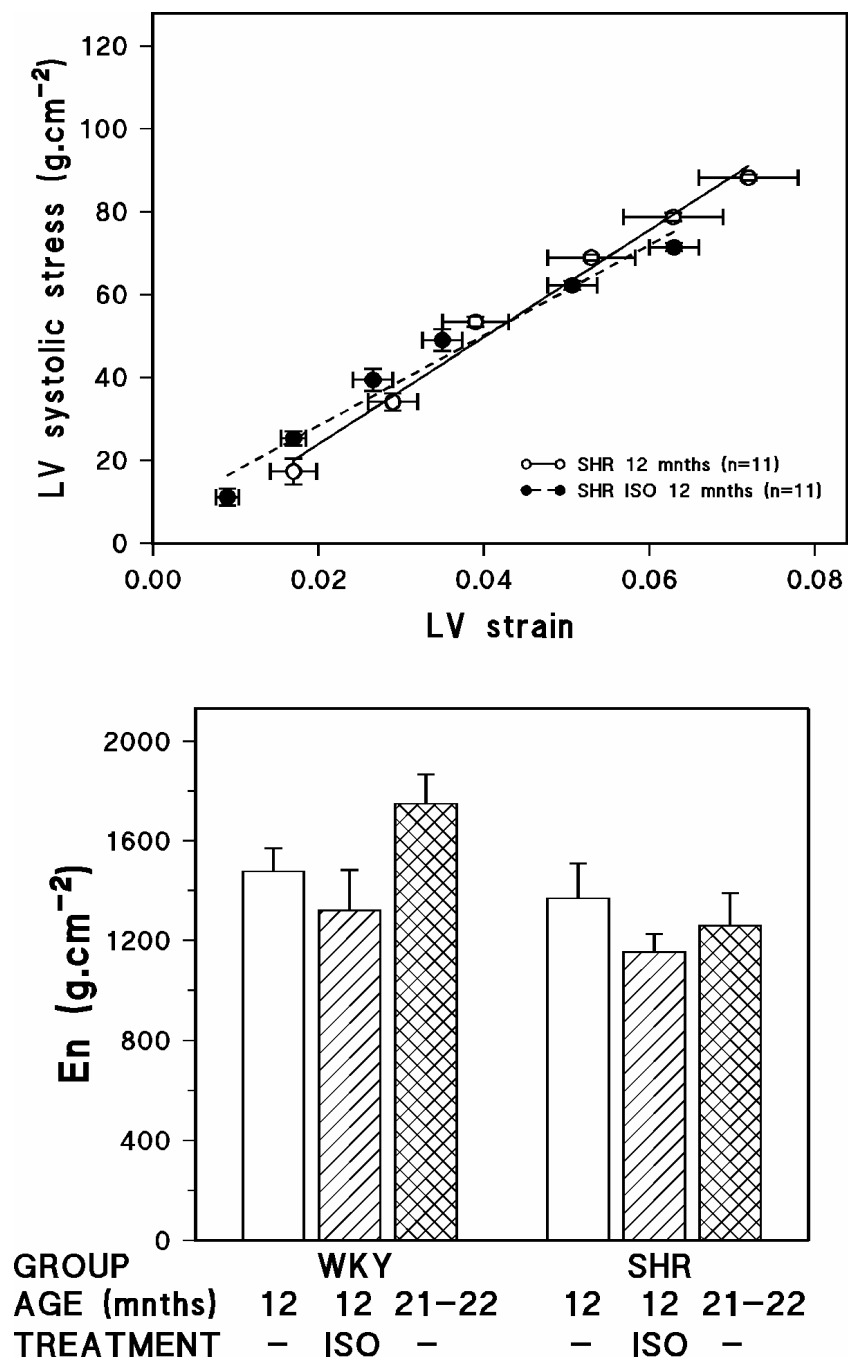 LV systolic stress (g.cm⁻²)
120
100
80
60
40
20
0
SHR 12 mnths (n=11)
SHR ISO 12 mnths (n=11)
0.00 0.02 0.04 0.06 0.08
LV strain
En (g.cm⁻²)
2000
1600
1200
800
400
0
GROUP WKY SHR
AGE (mnths) 12 12 21−22 12 12 21−22
TREATMENT − ISO − − ISO −